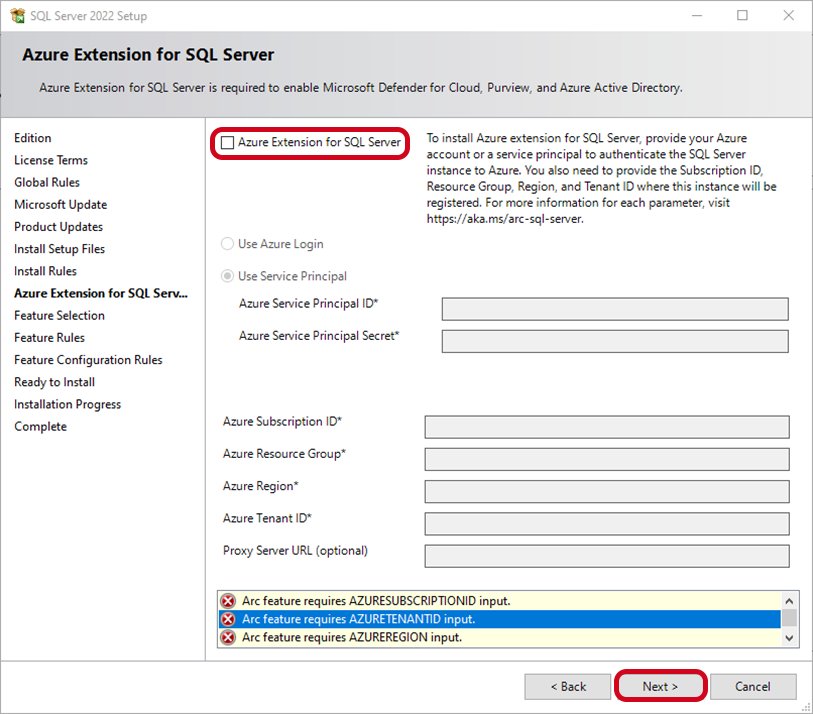 SQL Server 2022 Setup
Azure Extension for SQL Server
Azure Extension for SQL Server is required to enable Microsoft Defender for Cloud, Purview, and Azure Active Directory.
Edition
License Terms
Global Rules
Microsoft Update
Product Updates
Install Setup Files
Install Rules
Azure Extension for SQL Serv...
Feature Selection
Feature Rules
Feature Configuration Rules
Ready to Install
Installation Progress
Complete
Azure Extension for SQL Server
To install Azure extension for SQL Server, provide your Azure
account or a service principal to authenticate the SQL Server
instance to Azure. You also need to provide the Subscription ID,
Resource Group, Region, and Tenant ID where this instance will be
registered. For more information for each parameter, visit
https://aka.ms/arc-sql-server.
Use Azure Login
Use Service Principal
Azure Service Principal ID*
Azure Service Principal Secret*
Azure Subscription ID*
Azure Resource Group*
Azure Region*
Azure Tenant ID*
Proxy Server URL (optional)
Arc feature requires AZURESUBSCRIPTIONID input.
Arc feature requires AZURETENANTID input.
Arc feature requires AZUREREGION input.
< Back
Next >
Cancel